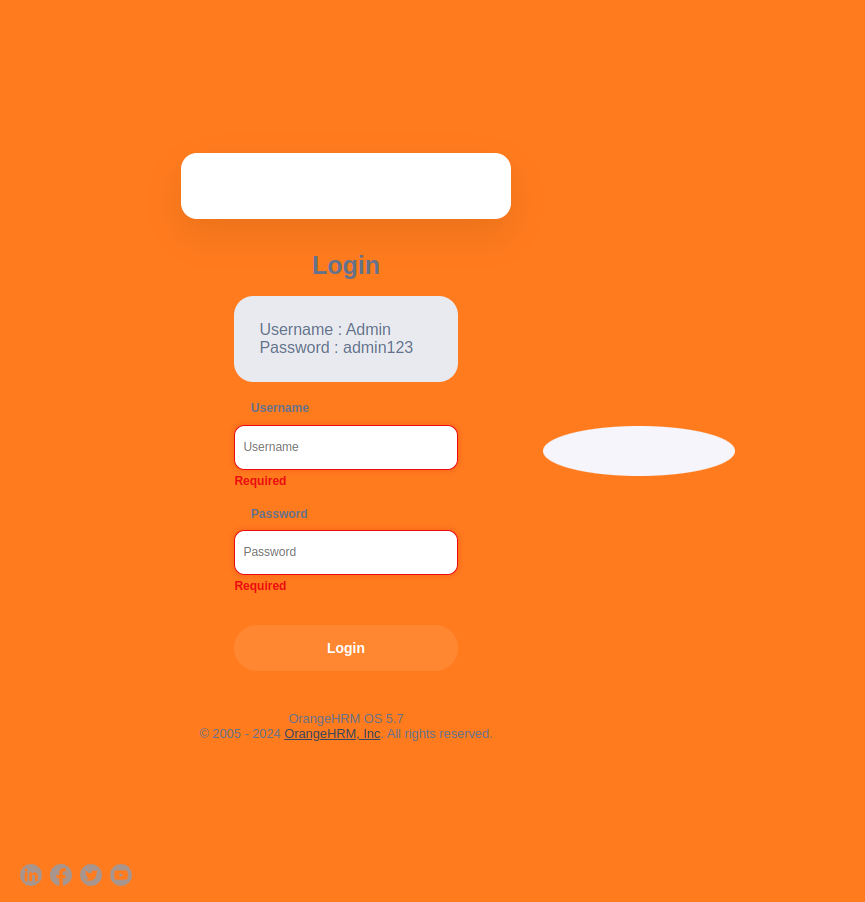 Login
Username : Admin
Password : admin123
Username
Username
Required
Password
Password
Required
Login
OrangeHRM OS 5.7
© 2005 - 2024 OrangeHRM, Inc. All rights reserved.